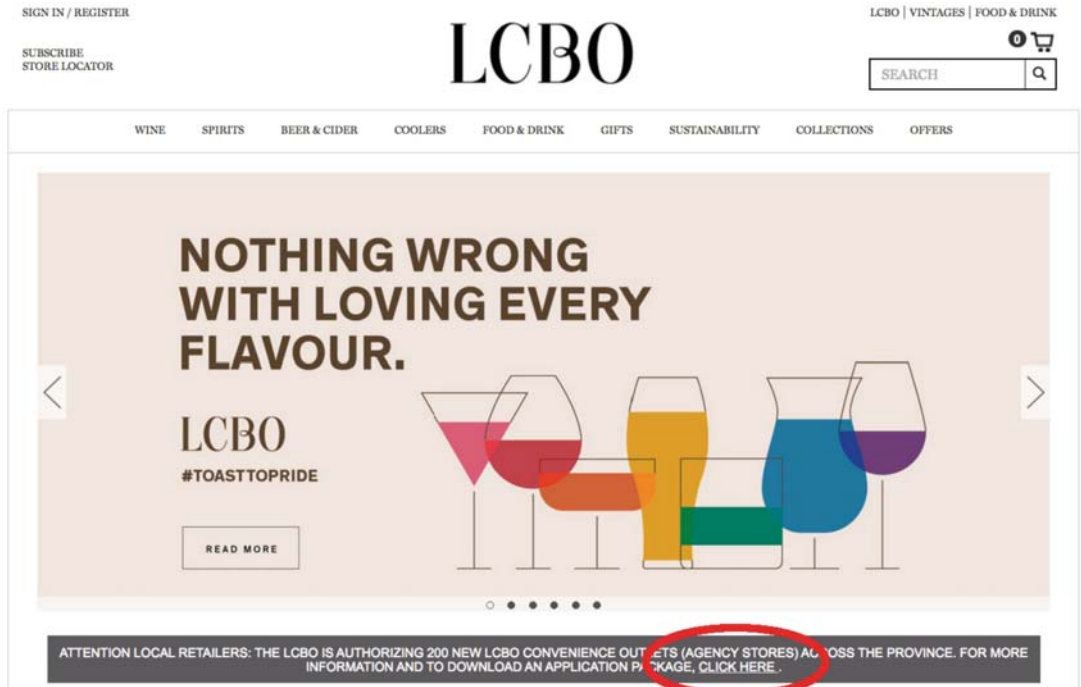 SIGN IN / REGISTER
LCBO | VINTAGES | FOOD & DRINK
SUBSCRIBE
STORE LOCATOR
LCBO
0
SEARCH
WINE SPIRITS BEER & CIDER COOLERS FOOD & DRINK GIFTS SUSTAINABILITY COLLECTIONS OFFERS
NOTHING WRONG
WITH LOVING EVERY
FLAVOUR.
LCBO
#TOASTTOPRIDE
READ MORE
ATTENTION LOCAL RETAILERS: THE LCBO IS AUTHORIZING 200 NEW LCBO CONVENIENCE OUTLETS (AGENCY STORES) ACROSS THE PROVINCE. FOR MORE
INFORMATION AND TO DOWNLOAD AN APPLICATION PACKAGE, CLICK HERE .